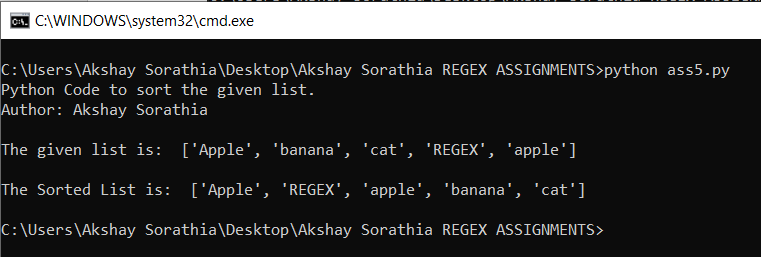 C:\WINDOWS\system32\cmd.exe
C:\Users\Akshay Sorathia\Desktop\Akshay Sorathia REGEX ASSIGNMENTS>python ass5.py
Python Code to sort the given list.
Author: Akshay Sorathia
The given list is:  ['Apple', 'banana', 'cat', 'REGEX', 'apple']
The Sorted List is:  ['Apple', 'REGEX', 'apple', 'banana', 'cat']
C:\Users\Akshay Sorathia\Desktop\Akshay Sorathia REGEX ASSIGNMENTS>